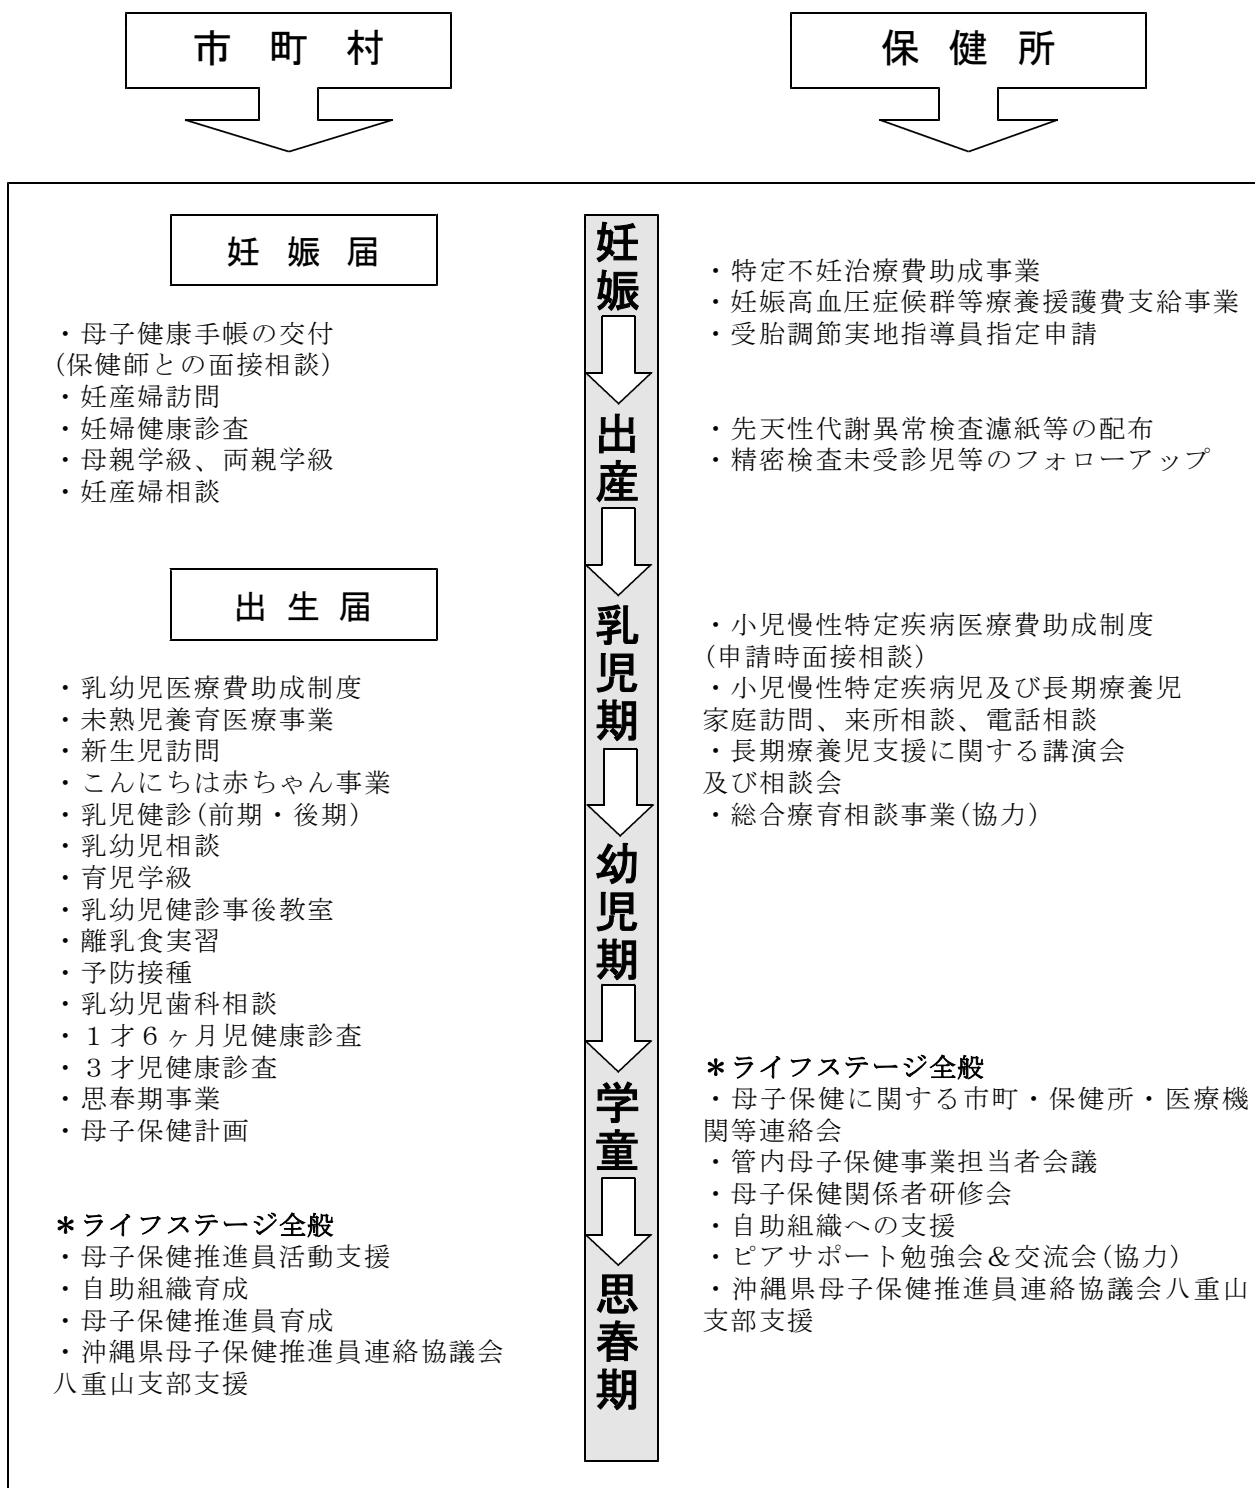 市町村
保健所
妊娠届
・母子健康手帳の交付
(保健師との面接相談)
・妊産婦訪問
・妊婦健康診査
・母親学級、両親学級
・妊産婦相談
出生届
・乳幼児医療費助成制度
・未熟児養育医療事業
・新生児訪問
・こんにちは赤ちゃん事業
・乳児健診(前期・後期)
・乳幼児相談
・育児学級
・乳幼児健診事後教室
・離乳食実習
・予防接種
・乳幼児歯科相談
・１才６ヶ月児健康診査
・３才児健康診査
・思春期事業
・母子保健計画
＊ライフステージ全般
・母子保健推進員活動支援
・自助組織育成
・母子保健推進員育成
・沖縄県母子保健推進員連絡協議会
八重山支部支援
妊娠
出産
乳児期
幼児期
学童
思春期
・特定不妊治療費助成事業
・妊娠高血圧症候群等療養援護費支給事業
・受胎調節実地指導員指定申請
・先天性代謝異常検査濾紙等の配布
・精密検査未受診児等のフォローアップ
・小児慢性特定疾病医療費助成制度
(申請時面接相談)
・小児慢性特定疾病児及び長期療養児
家庭訪問、来所相談、電話相談
・長期療養児支援に関する講演会
及び相談会
・総合療育相談事業(協力)
＊ライフステージ全般
・母子保健に関する市町・保健所・医療機
関等連絡会
・管内母子保健事業担当者会議
・母子保健関係者研修会
・自助組織への支援
・ピアサポート勉強会＆交流会(協力)
・沖縄県母子保健推進員連絡協議会八重山
支部支援